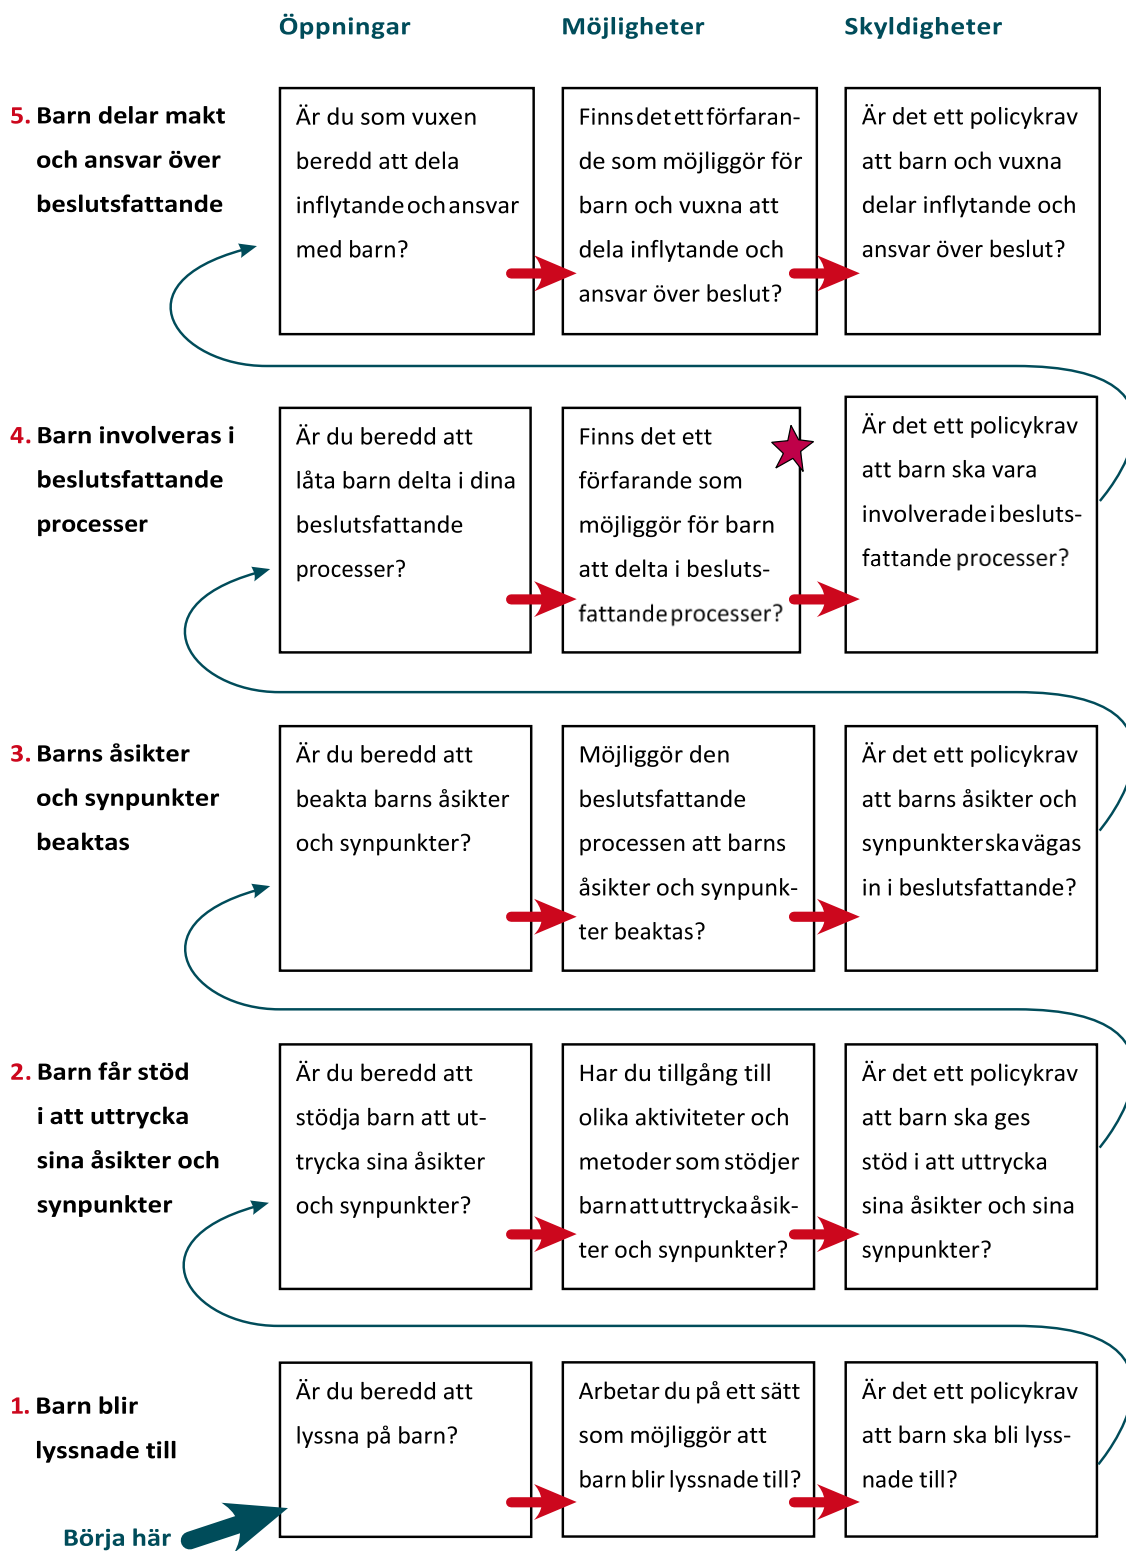 Öppningar
Möjligheter
Skyldigheter
5. Barn delar makt
och ansvar över
beslutsfattande
Är du som vuxen
beredd att dela
inflytande och ansvar
med barn?
Finns det ett förfaran-
de som möjliggör för
barn och vuxna att
dela inflytande och
ansvar över beslut?
Är det ett policykrav
att barn och vuxna
delar inflytande och
ansvar över beslut?
4. Barn involveras i
beslutsfattande
processer
Är du beredd att
låta barn delta i dina
beslutsfattande
processer?
Finns det ett
förfarande som
möjliggör för barn
att delta i besluts-
fattande processer?
Är det ett policykrav
att barn ska vara
involverade i besluts-
fattande processer?
3. Barns åsikter
och synpunkter
beaktas
Är du beredd att
beakta barns åsikter
och synpunkter?
Möjliggör den
beslutsfattande
processen att barns
åsikter och synpunk-
ter beaktas?
Är det ett policykrav
att barns åsikter och
synpunkter ska vägas
in i beslutsfattande?
2. Barn får stöd
i att uttrycka
sina åsikter och
synpunkter
Är du beredd att
stödja barn att ut-
trycka sina åsikter
och synpunkter?
Har du tillgång till
olika aktiviteter och
metoder som stödjer
barn att uttrycka åsik-
ter och synpunkter?
Är det ett policykrav
att barn ska ges
stöd i att uttrycka
sina åsikter och sina
synpunkter?
1. Barn blir
lyssnade till
Är du beredd att
lyssna på barn?
Arbetar du på ett sätt
som möjliggör att
barn blir lyssnade till?
Är det ett policykrav
att barn ska bli lyss-
nade till?
Börja här